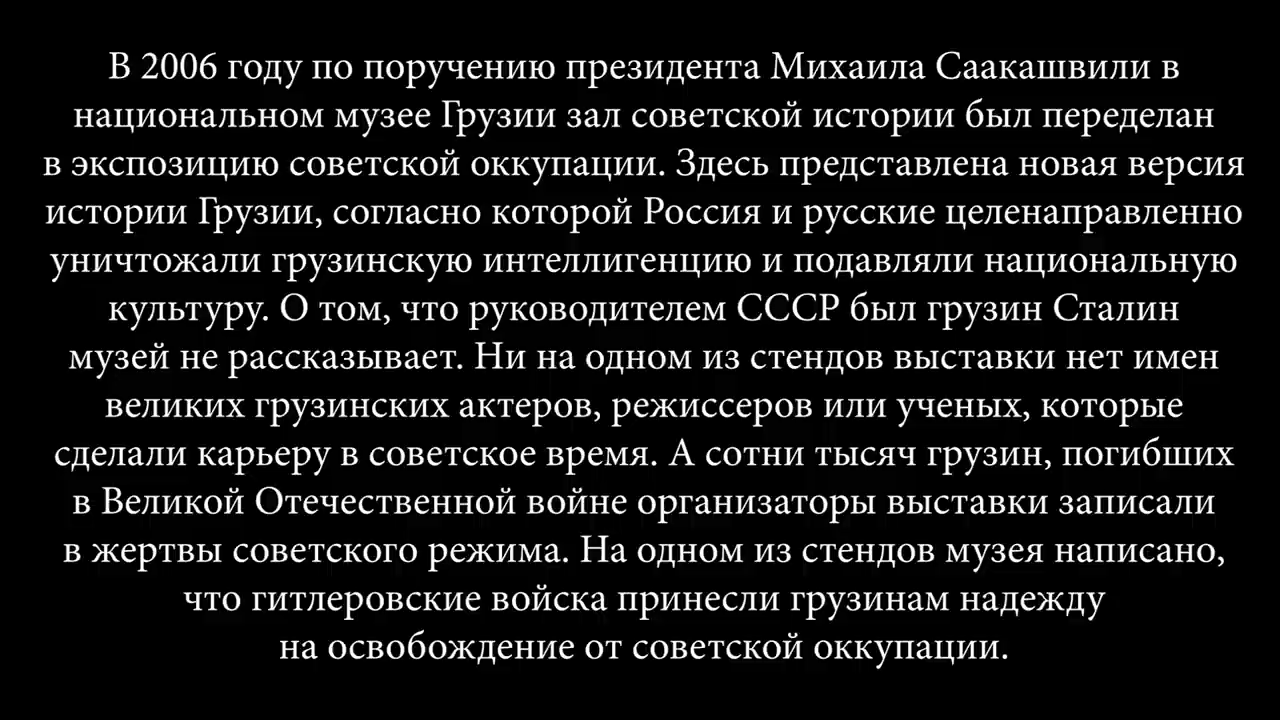 В 2006 году по поручению президента Михаила Саакашвили в
национальном музее Грузии зал советской истории был переделан
в экспозицию советской оккупации. Здесь представлена новая версия
истории Грузии, согласно которой Россия и русские целенаправленно
уничтожали грузинскую интеллигенцию и подавляли национальную
культуру. О том, что руководителем СССР был грузин Сталин
музей не рассказывает. Ни на одном из стендов выставки нет имен
великих грузинских актеров, режиссеров или ученых, которые
сделали карьеру в советское время. А сотни тысяч грузин, погибших
в Великой Отечественной войне организаторы выставки записали
в жертвы советского режима. На одном из стендов музея написано,
что гитлеровские войска принесли грузинам надежду
на освобождение от советской оккупации.